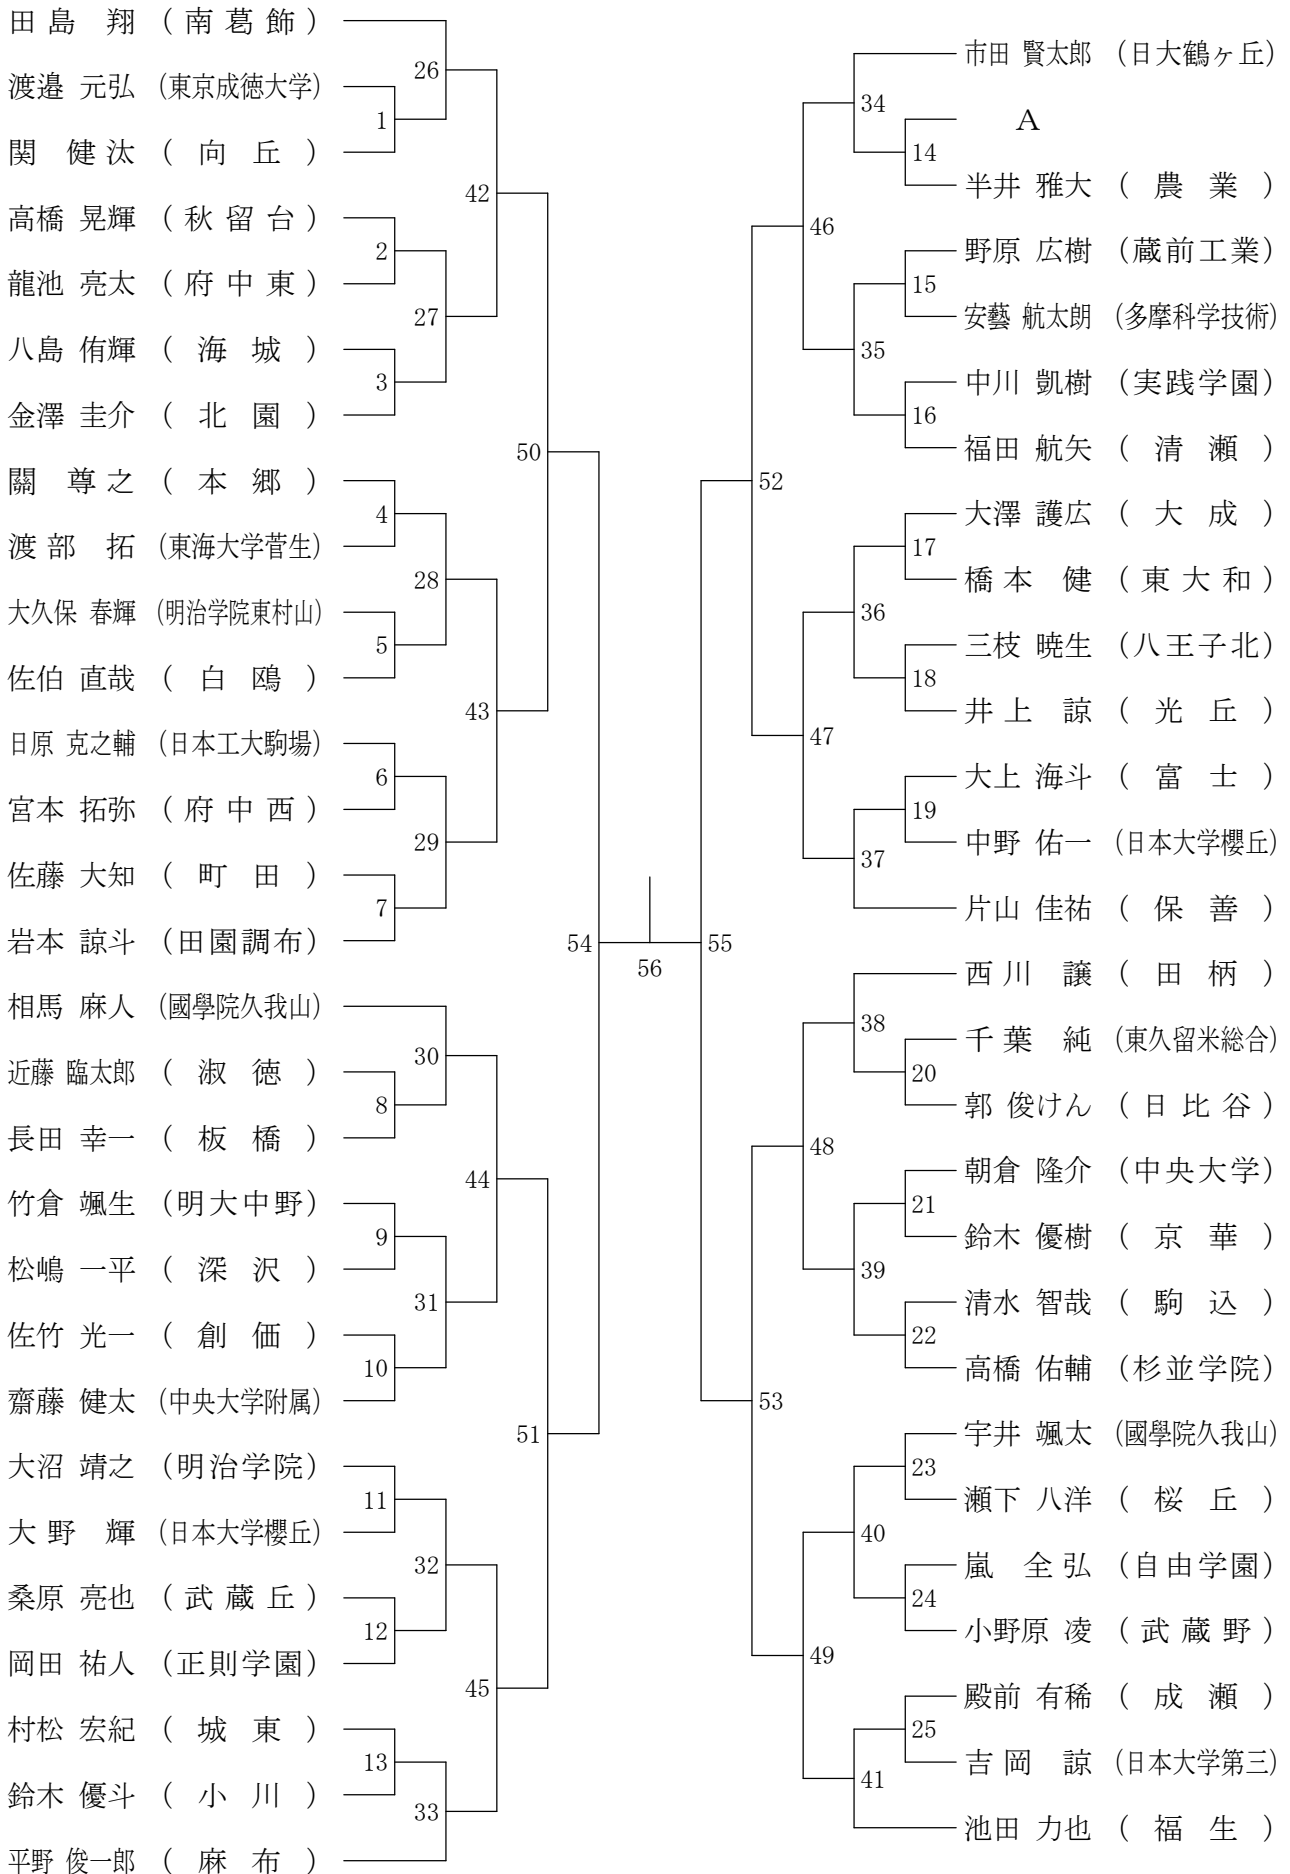 田島 翔 (南葛飾)
渡邉 元弘 (東京成徳大学)
関 健汰 (向丘)
高橋 晃輝 (秋留台)
龍池 亮太 (府中東)
八島 侑輝 (海城)
金澤 圭介 (北園)
關 尊之 (本郷)
渡部 拓 (東海大学菅生)
大久保 春輝 (明治学院東村山)
佐伯 直哉 (白鴎)
日原 克之輔 (日本工大駒場)
宮本 拓弥 (府中西)
佐藤 大知 (町田)
岩本 諒斗 (田園調布)
相馬 麻人 (國學院久我山)
近藤 臨太郎 (淑徳)
長田 幸一 (板橋)
竹倉 颯生 (明大中野)
松嶋 一平 (深沢)
佐竹 光一 (創価)
齋藤 健太 (中央大学附属)
大沼 靖之 (明治学院)
大野 輝 (日本大学櫻丘)
桑原 亮也 (武蔵丘)
岡田 祐人 (正則学園)
村松 宏紀 (城東)
鈴木 優斗 (小川)
平野 俊一郎 (麻布)
1
2
3
4
5
6
7
8
9
10
11
12
13
26
27
28
29
30
31
32
33
42
43
44
45
50
51
54
56
55
52
53
46
47
48
49
34
35
36
37
38
39
40
41
14
15
16
17
18
19
20
21
22
23
24
25
市田 賢太郎 (日大鶴ヶ丘)
A
半井 雅大 (農業)
野原 広樹 (蔵前工業)
安藝 航太朗 (多摩科学技術)
中川 凱樹 (実践学園)
福田 航矢 (清瀬)
大澤 護広 (大成)
橋本 健 (東大和)
三枝 暁生 (八王子北)
井上 諒 (光丘)
大上 海斗 (富士)
中野 佑一 (日本大学櫻丘)
片山 佳祐 (保善)
西川 譲 (田柄)
千葉 純 (東久留米総合)
郭 俊けん (日比谷)
朝倉 隆介 (中央大学)
鈴木 優樹 (京華)
清水 智哉 (駒込)
高橋 佑輔 (杉並学院)
宇井 颯太 (國學院久我山)
瀬下 八洋 (桜丘)
嵐 全弘 (自由学園)
小野原 凌 (武蔵野)
殿前 有稀 (成瀬)
吉岡 諒 (日本大学第三)
池田 力也 (福生)